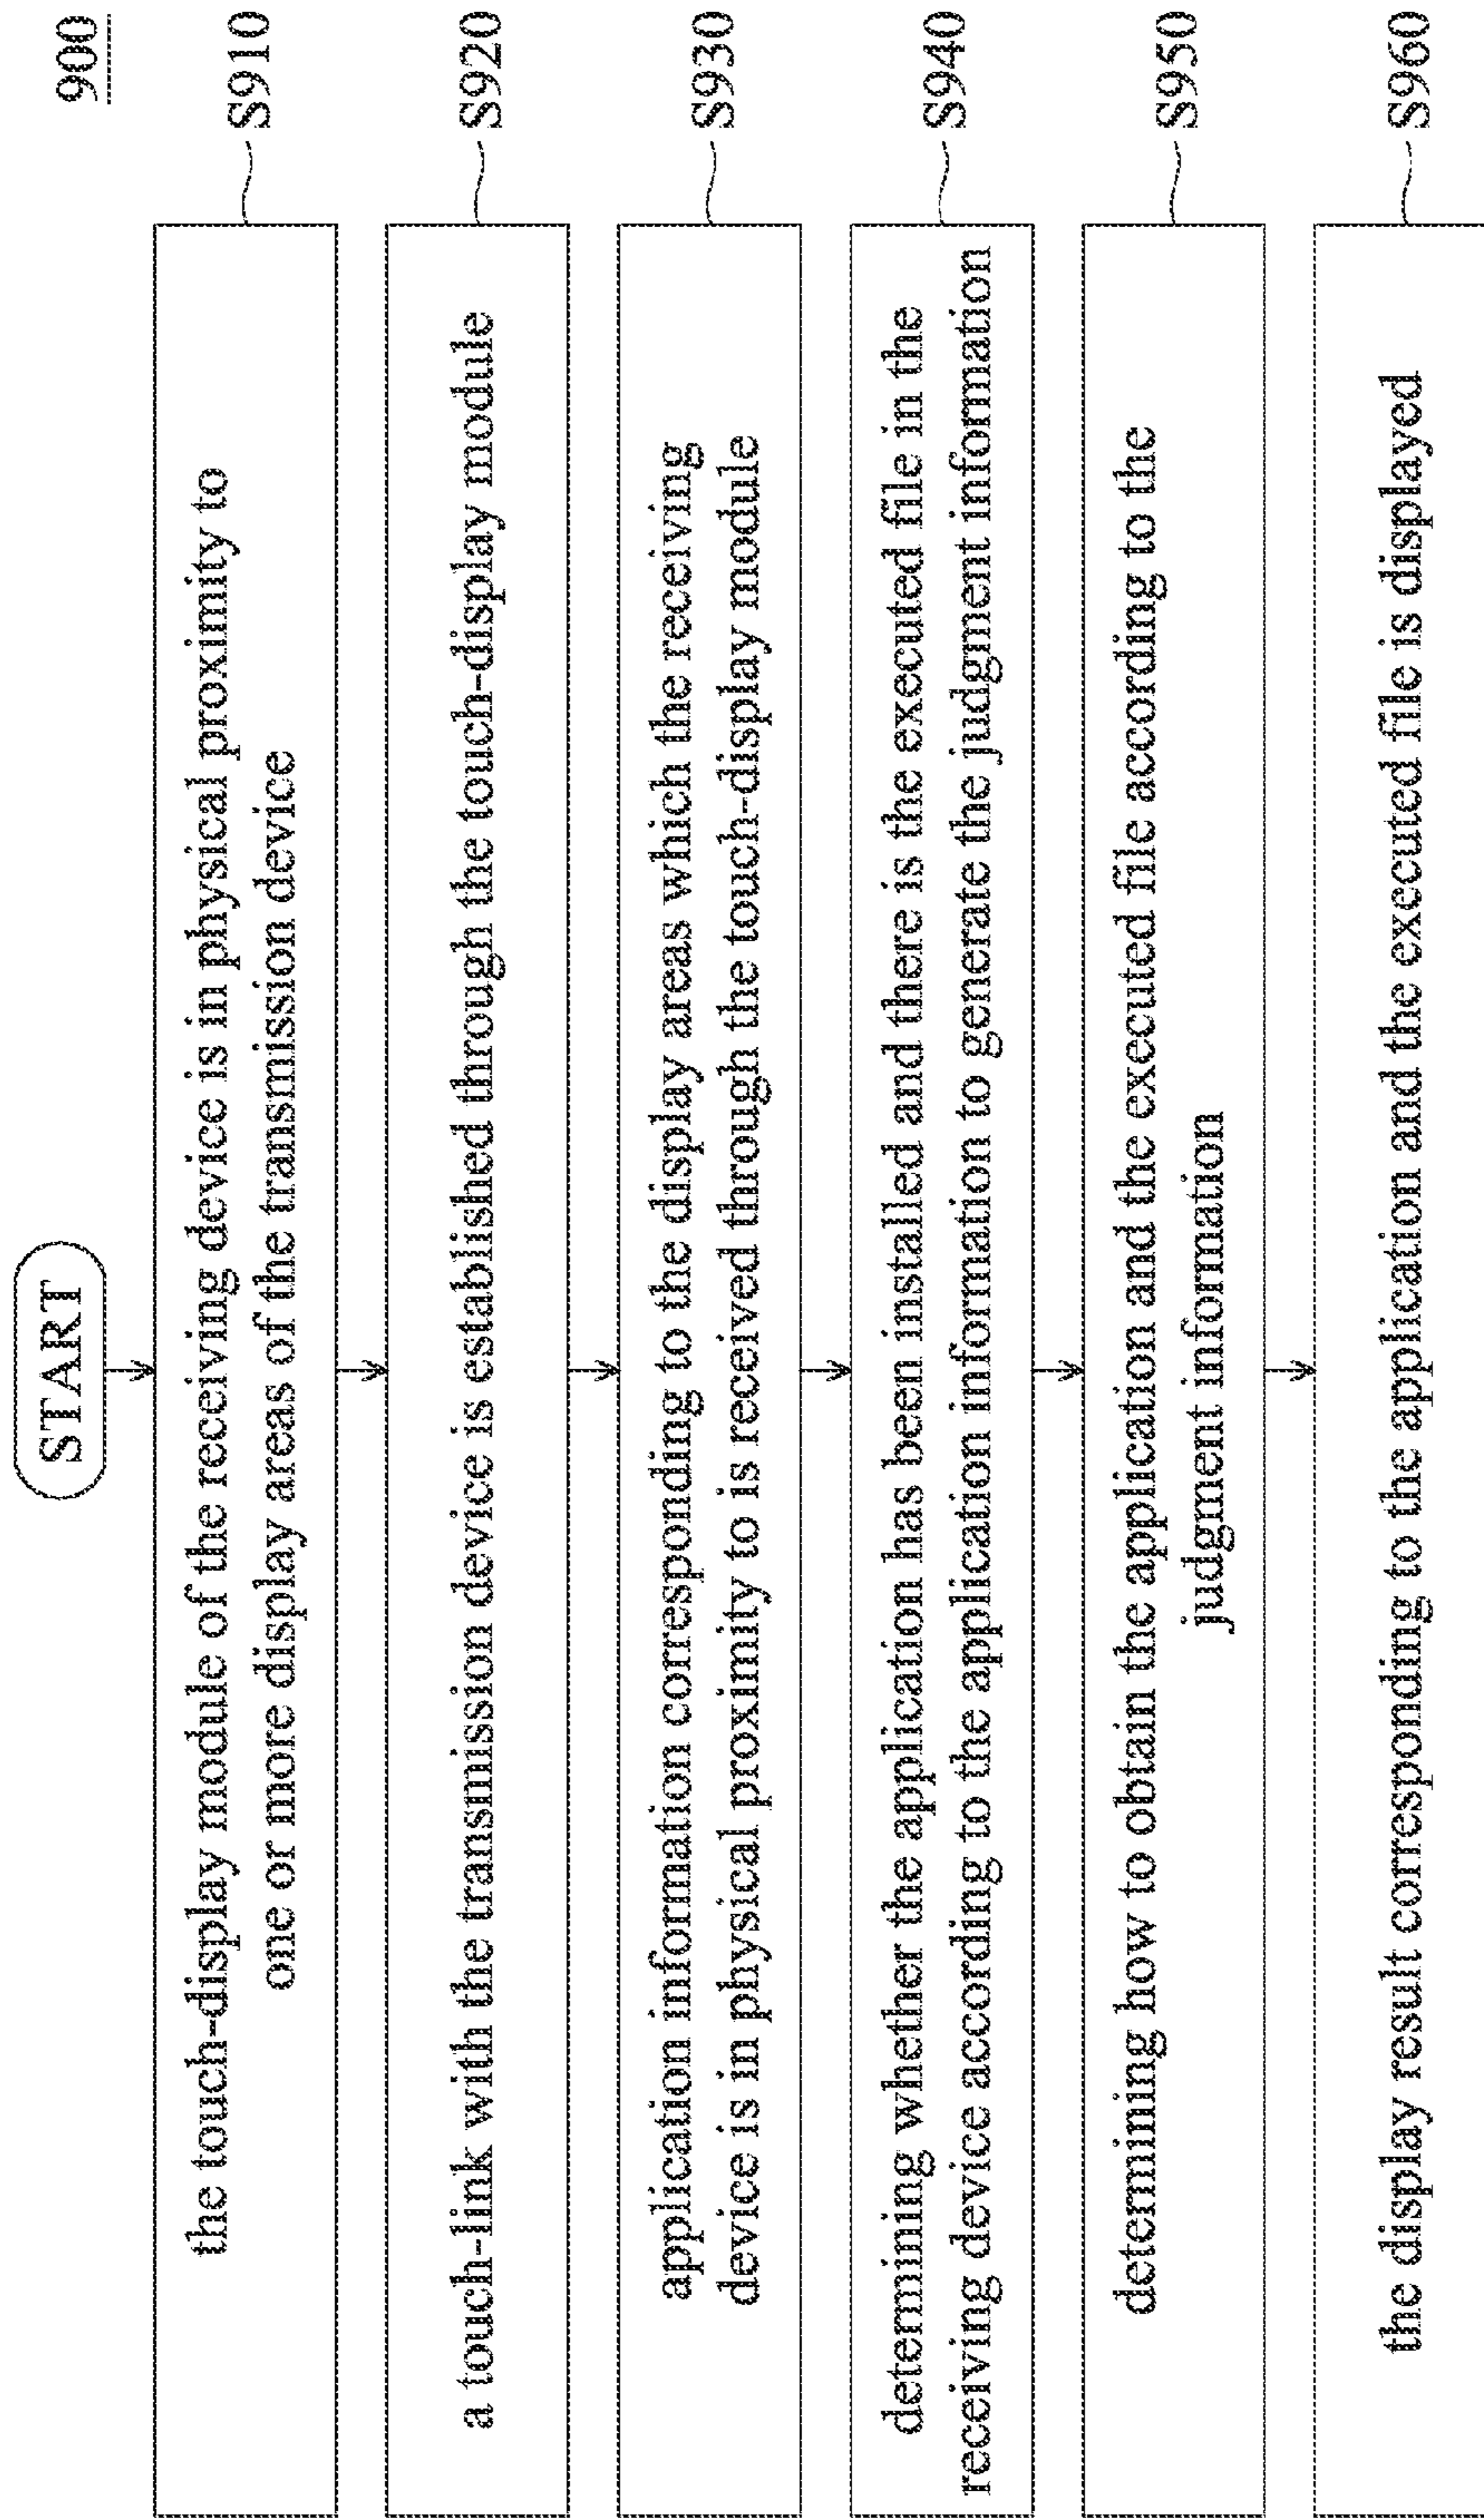 900
START
the touch-display module of the receiving device is in physical proximity to
one or more display areas of the transmission device
S910
a touch-link with the transmission device is established through the touch-display module
S920
application information corresponding to the display areas which the receiving
device is in physical proximity to is received through the touch-display module
S930
determining whether the application has been installed and there is the executed file in the
receiving device according to the application information to generate the judgment information
S940
determining how to obtain the application and the executed file according to the
judgment information
S950
the display result corresponding to the application and the executed file is displayed
S960